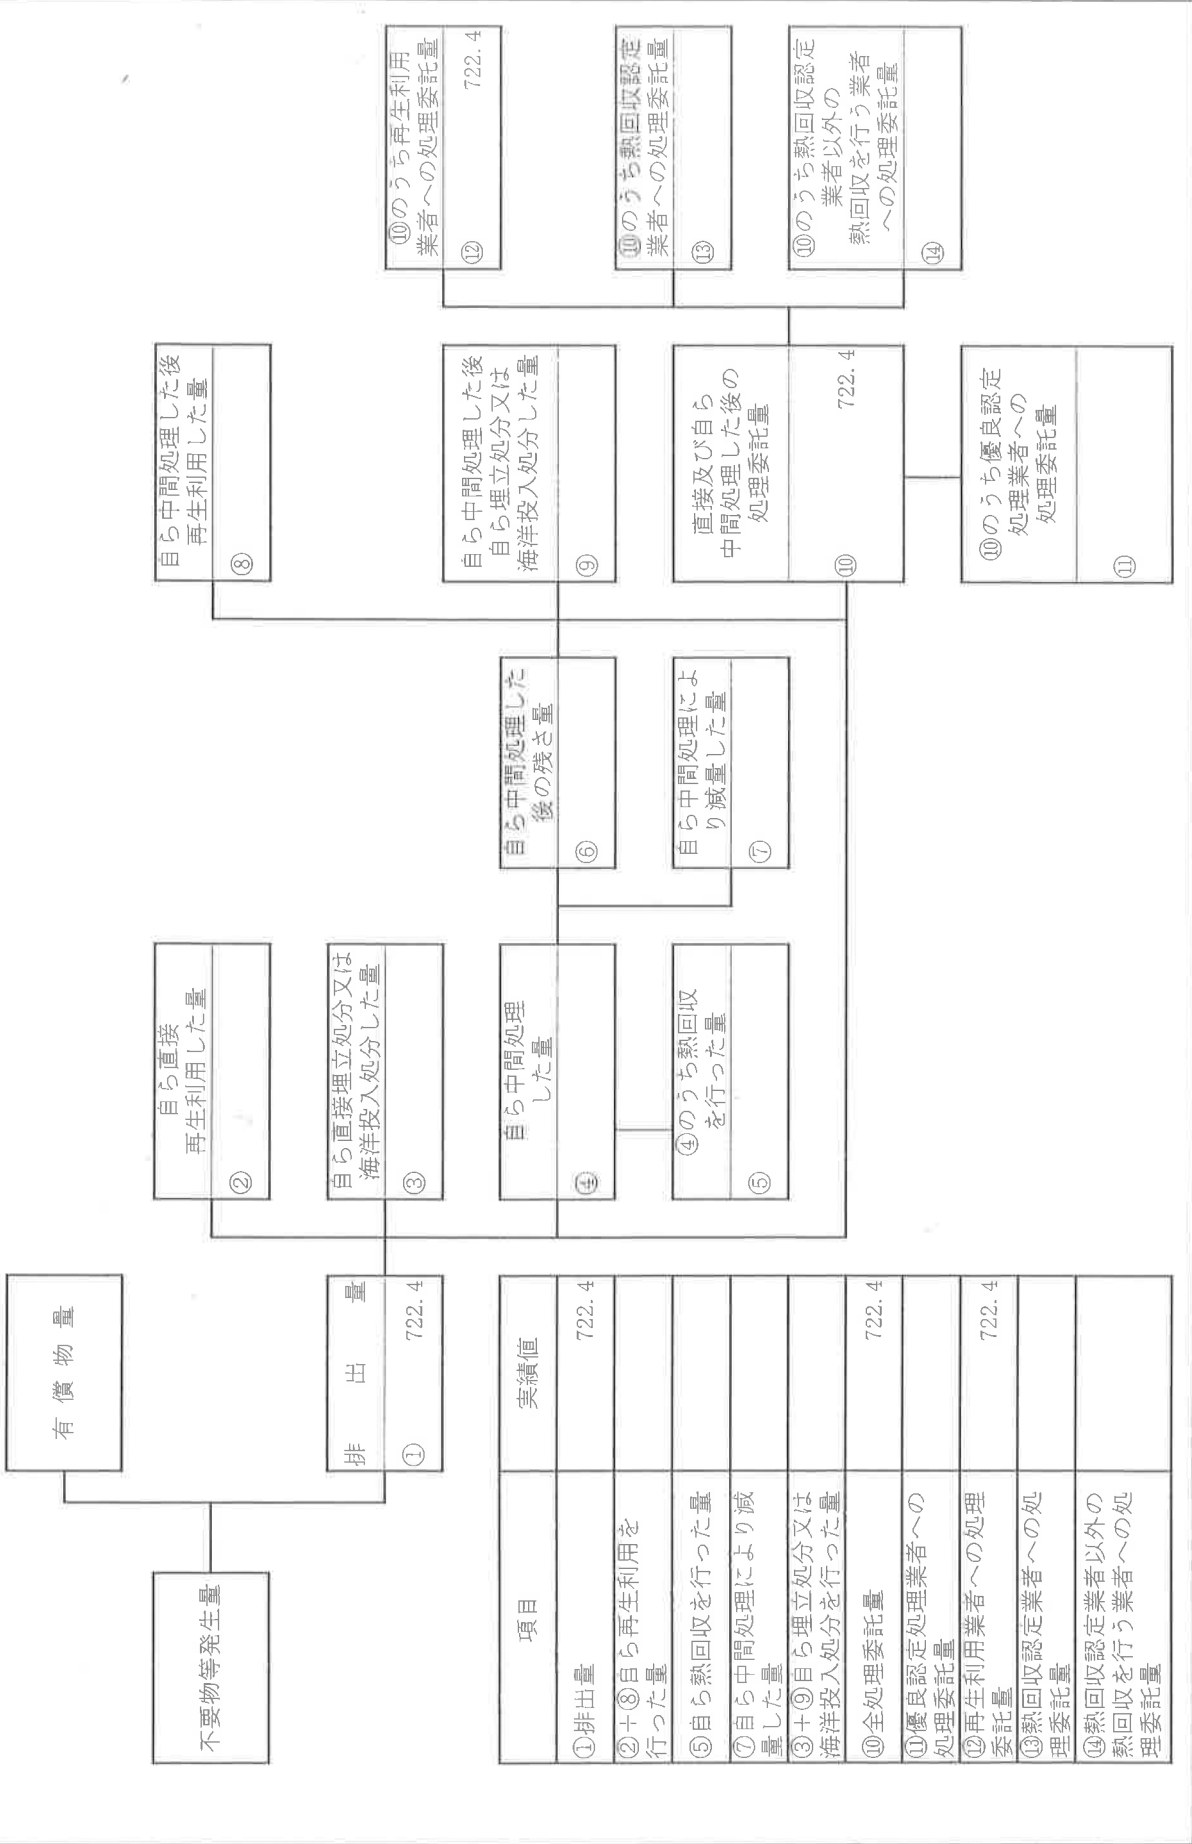 有償物量
不要物等発生量
排出量
① 722.4
自ら直接
再生利用した量
②
自ら直接埋立処分又は
海洋投入処分した量
③
自ら中間処理
した量
④
④のうち熱回収
を行った量
⑤
自ら中間処理した
後の残さ量
⑥
自ら中間処理によ
り減量した量
⑦
自ら中間処理した後
再生利用した量
⑧
自ら中間処理した後
自ら埋立処分又は
海洋投入処分した量
⑨
直接及び自ら
中間処理した後の
処理委託量
⑩ 722.4
⑩のうち優良認定
処理業者への
処理委託量
⑪
⑩のうち再生利用
業者への処理委託量
⑫ 722.4
⑩のうち熱回収認定
業者への処理委託量
⑬
⑩のうち熱回収認定
業者以外の
熱回収を行う業者
への処理委託量
⑭
項目 実績値
①排出量 722.4
②+⑧自ら再生利用を
行った量
⑤自ら熱回収を行った量
⑦自ら中間処理により減
量した量
③+⑨自ら埋立処分又は
海洋投入処分を行った量
⑩全処理委託量 722.4
⑪優良認定処理業者への
処理委託量
⑫再生利用業者への処理
委託量 722.4
⑬熱回収認定業者への処
理委託量
⑭熱回収認定業者以外の
熱回収を行う業者への処
理委託量